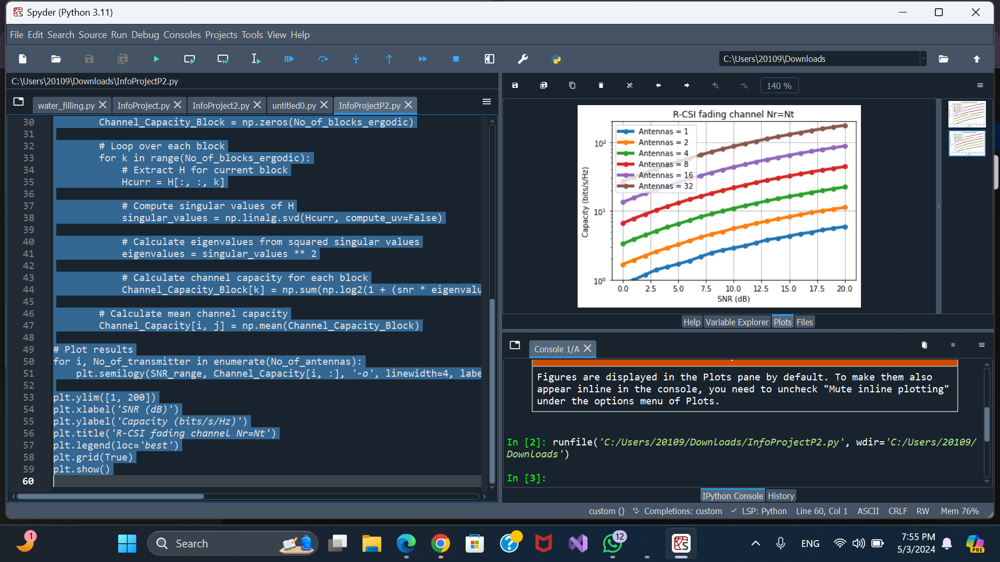 Spyder (Python 3.11)
File Edit Search Source Run Debug Consoles Projects Tools View Help
C:\Users\20109\Downloads
C:\Users\20109\Downloads\InfoProjectP2.py
water_filling.py InfoProject.py InfoProject2.py untitled0.py InfoProjectP2.py
30 Channel_Capacity_Block = np.zeros(No_of_blocks_ergodic)
31
32 # Loop over each block
33 for k in range(No_of_blocks_ergodic):
34 # Extract H for current block
35 Hcurr = H[:, :, k]
36
37 # Compute singular values of H
38 singular_values = np.linalg.svd(Hcurr, compute_uv=False)
39
40 # Calculate eigenvalues from squared singular values
41 eigenvalues = singular_values ** 2
42
43 # Calculate channel capacity for each block
44 Channel_Capacity_Block[k] = np.sum(np.log2(1 + (snr * eigenvalu
45
46 # Calculate mean channel capacity
47 Channel_Capacity[i, j] = np.mean(Channel_Capacity_Block)
48
49 # Plot results
50 for i, No_of_transmitter in enumerate(No_of_antennas):
51 plt.semilogy(SNR_range, Channel_Capacity[i, :], '-o', linewidth=4, labe
52
53 plt.ylim([1, 200])
54 plt.xlabel('SNR (dB)')
55 plt.ylabel('Capacity (bits/s/Hz)')
56 plt.title('R-CSI fading channel Nr=Nt')
57 plt.legend(loc='best')
58 plt.grid(True)
59 plt.show()
60
140 %
R-CSI fading channel Nr=Nt
Antennas = 1
Antennas = 2
Antennas = 4
Antennas = 8
Antennas = 16
Antennas = 32
10²
10¹
10⁰
Capacity (bits/s/Hz)
0.0 2.5 5.0 7.5 10.0 12.5 15.0 17.5 20.0
SNR (dB)
Help Variable Explorer Plots Files
Console 1/A
Figures are displayed in the Plots pane by default. To make them also
appear inline in the console, you need to uncheck "Mute inline plotting"
under the options menu of Plots.
In [2]: runfile('C:/Users/20109/Downloads/InfoProjectP2.py', wdir='C:/Users/20109/
Downloads')
In [3]:
IPython Console History
custom () Completions: custom LSP: Python Line 60, Col 1 ASCII CRLF RW Mem 76%
1
Search
12
ENG
7:55 PM
5/3/2024
PRE